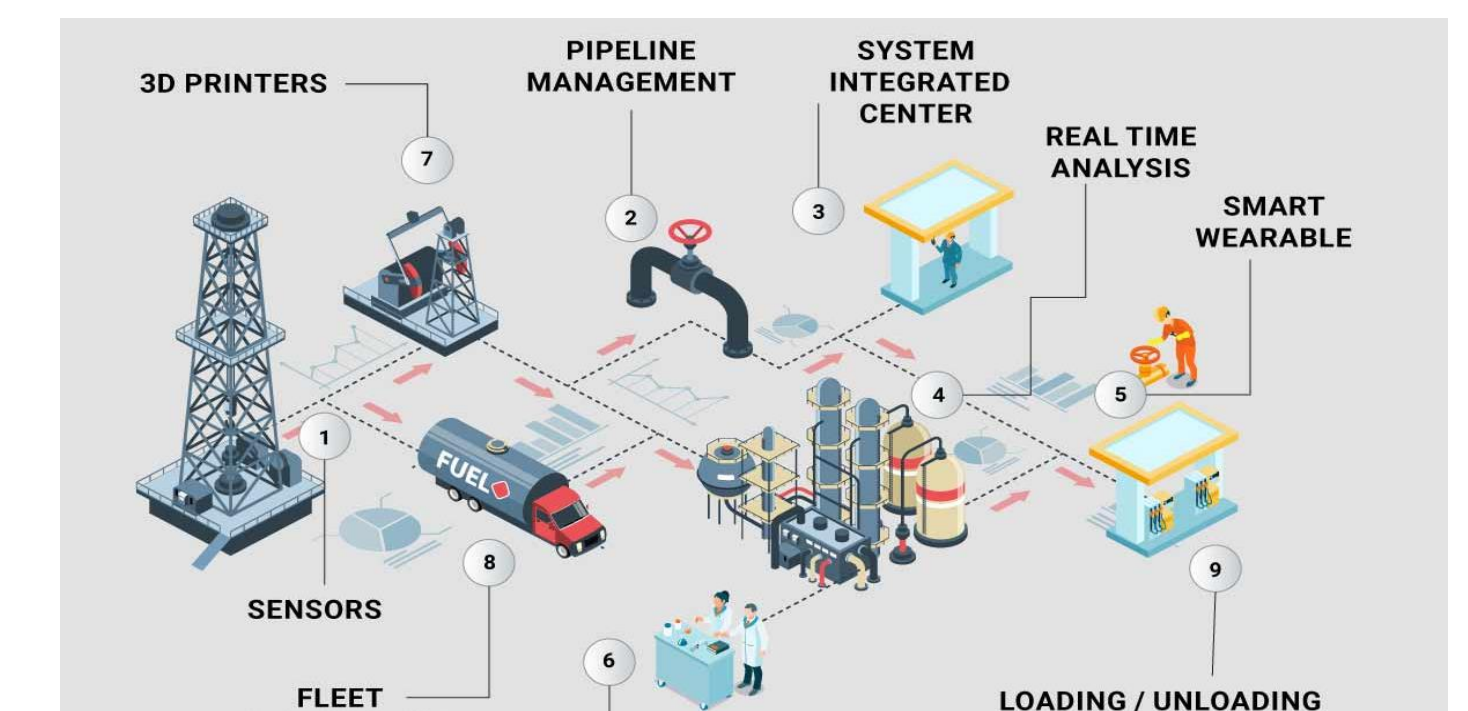 PIPELINE
MANAGEMENT
SYSTEM
INTEGRATED
CENTER
3D PRINTERS
REAL TIME
ANALYSIS
7
SMART
WEARABLE
2
3
4
5
1
FUEL
8
9
SENSORS
6
FLEET
LOADING / UNLOADING